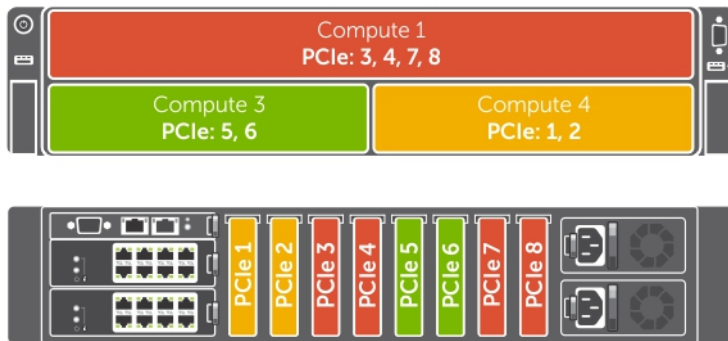 Compute 1
PCIe: 3, 4, 7, 8
Compute 3
PCIe: 5, 6
Compute 4
PCIe: 1, 2
PCIe 1
PCIe 2
PCIe 3
PCIe 4
PCIe 5
PCIe 6
PCIe 7
PCIe 8